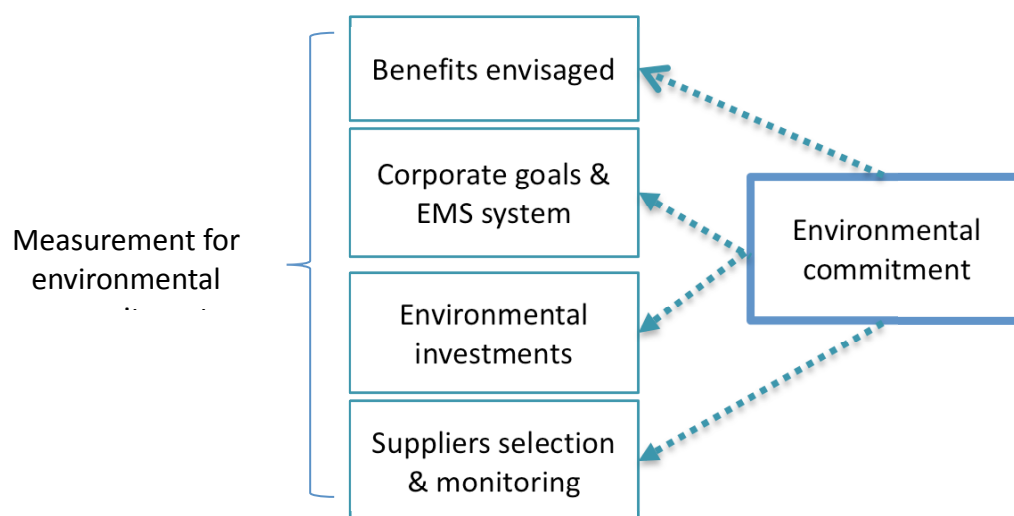 Measurement for
environmental
Benefits envisaged
Corporate goals &
EMS system
Environmental
investments
Suppliers selection
& monitoring
Environmental
commitment